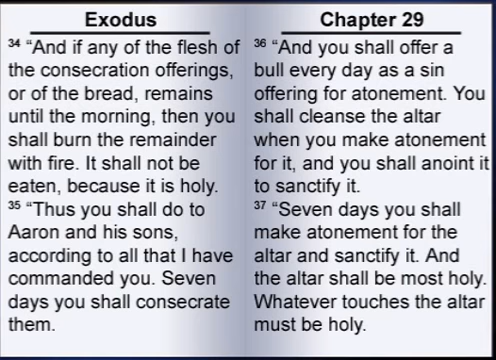 Exodus
34 “And if any of the flesh of
the consecration offerings,
or of the bread, remains
until the morning, then you
shall burn the remainder
with fire. It shall not be
eaten, because it is holy.
35 “Thus you shall do to
Aaron and his sons,
according to all that I have
commanded you. Seven
days you shall consecrate
them.
Chapter 29
36 “And you shall offer a
bull every day as a sin
offering for atonement. You
shall cleanse the altar
when you make atonement
for it, and you shall anoint it
to sanctify it.
37 “Seven days you shall
make atonement for the
altar and sanctify it. And
the altar shall be most holy.
Whatever touches the altar
must be holy.